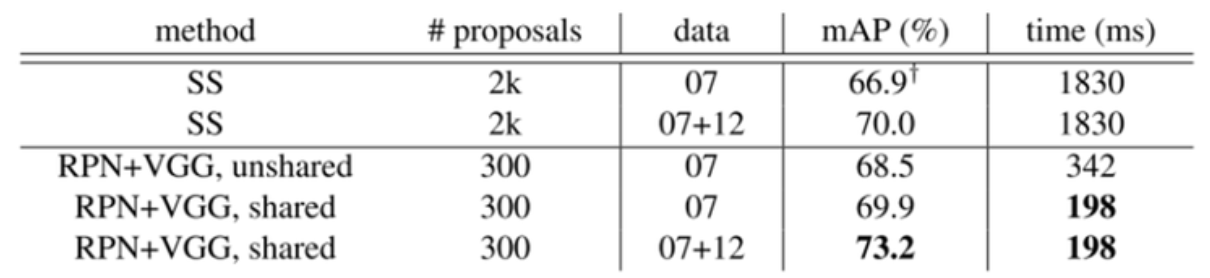 method # proposals data mAP (%) time (ms)
SS 2k 07 66.9† 1830
SS 2k 07+12 70.0 1830
RPN+VGG, unshared 300 07 68.5 342
RPN+VGG, shared 300 07 69.9 198
RPN+VGG, shared 300 07+12 73.2 198